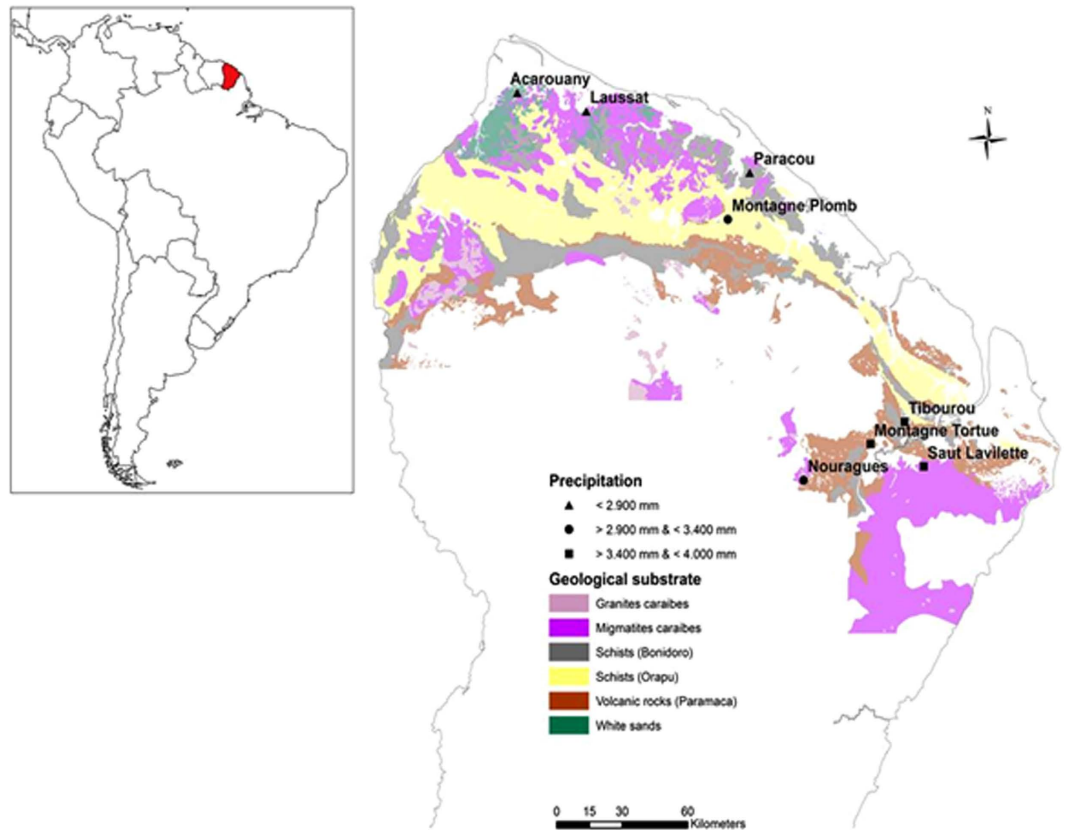 N
Acarouany
Laussat
Paracou
Montagne Plomb
Tibourou
Montagne Tortue
Saut Lavilette
Nouragues
Precipitation
< 2.900 mm
> 2.900 mm & < 3.400 mm
> 3.400 mm & < 4.000 mm
Geological substrate
Granites caraibes
Migmatites caraibes
Schists (Bonidoro)
Schists (Orapu)
Volcanic rocks (Paramaca)
White sands
0 15 30 60
Kilometers